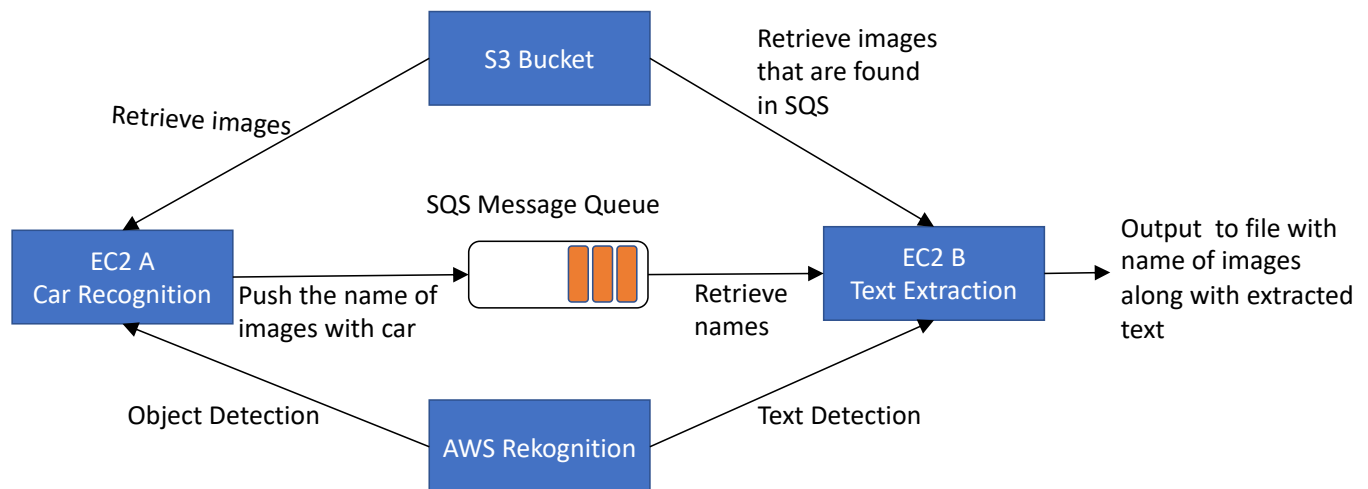 S3 Bucket
Retrieve images
that are found
in SQS
Retrieve images
SQS Message Queue
EC2 A
Car Recognition
Push the name of
images with car
Retrieve
names
EC2 B
Text Extraction
Output to file with
name of images
along with extracted
text
Object Detection
AWS Rekognition
Text Detection